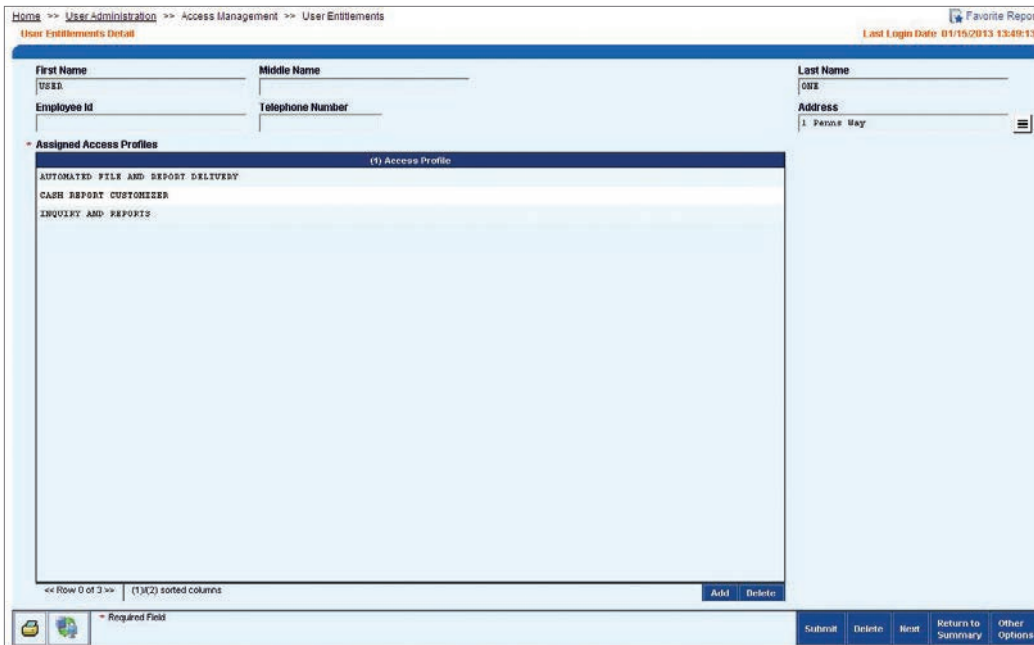 Home >> User Administration >> Access Management >> User Entitlements
Favorite Repor
User Entitlements Detail
Last Login Date 01/15/2013 13:49:13
First Name
Middle Name
Last Name
USER
ONE
Employee Id
Telephone Number
Address
1 Penns Way
* Assigned Access Profiles
(1) Access Profile
AUTOMATED FILE AND REPORT DELIVERY
CASH REPORT CUSTOMIZER
INQUIRY AND REPORTS
<< Row 0 of 3 >>
(1)/(2) sorted columns
Add
Delete
* Required Field
Submit
Delete
Next
Return to Summary
Other Options